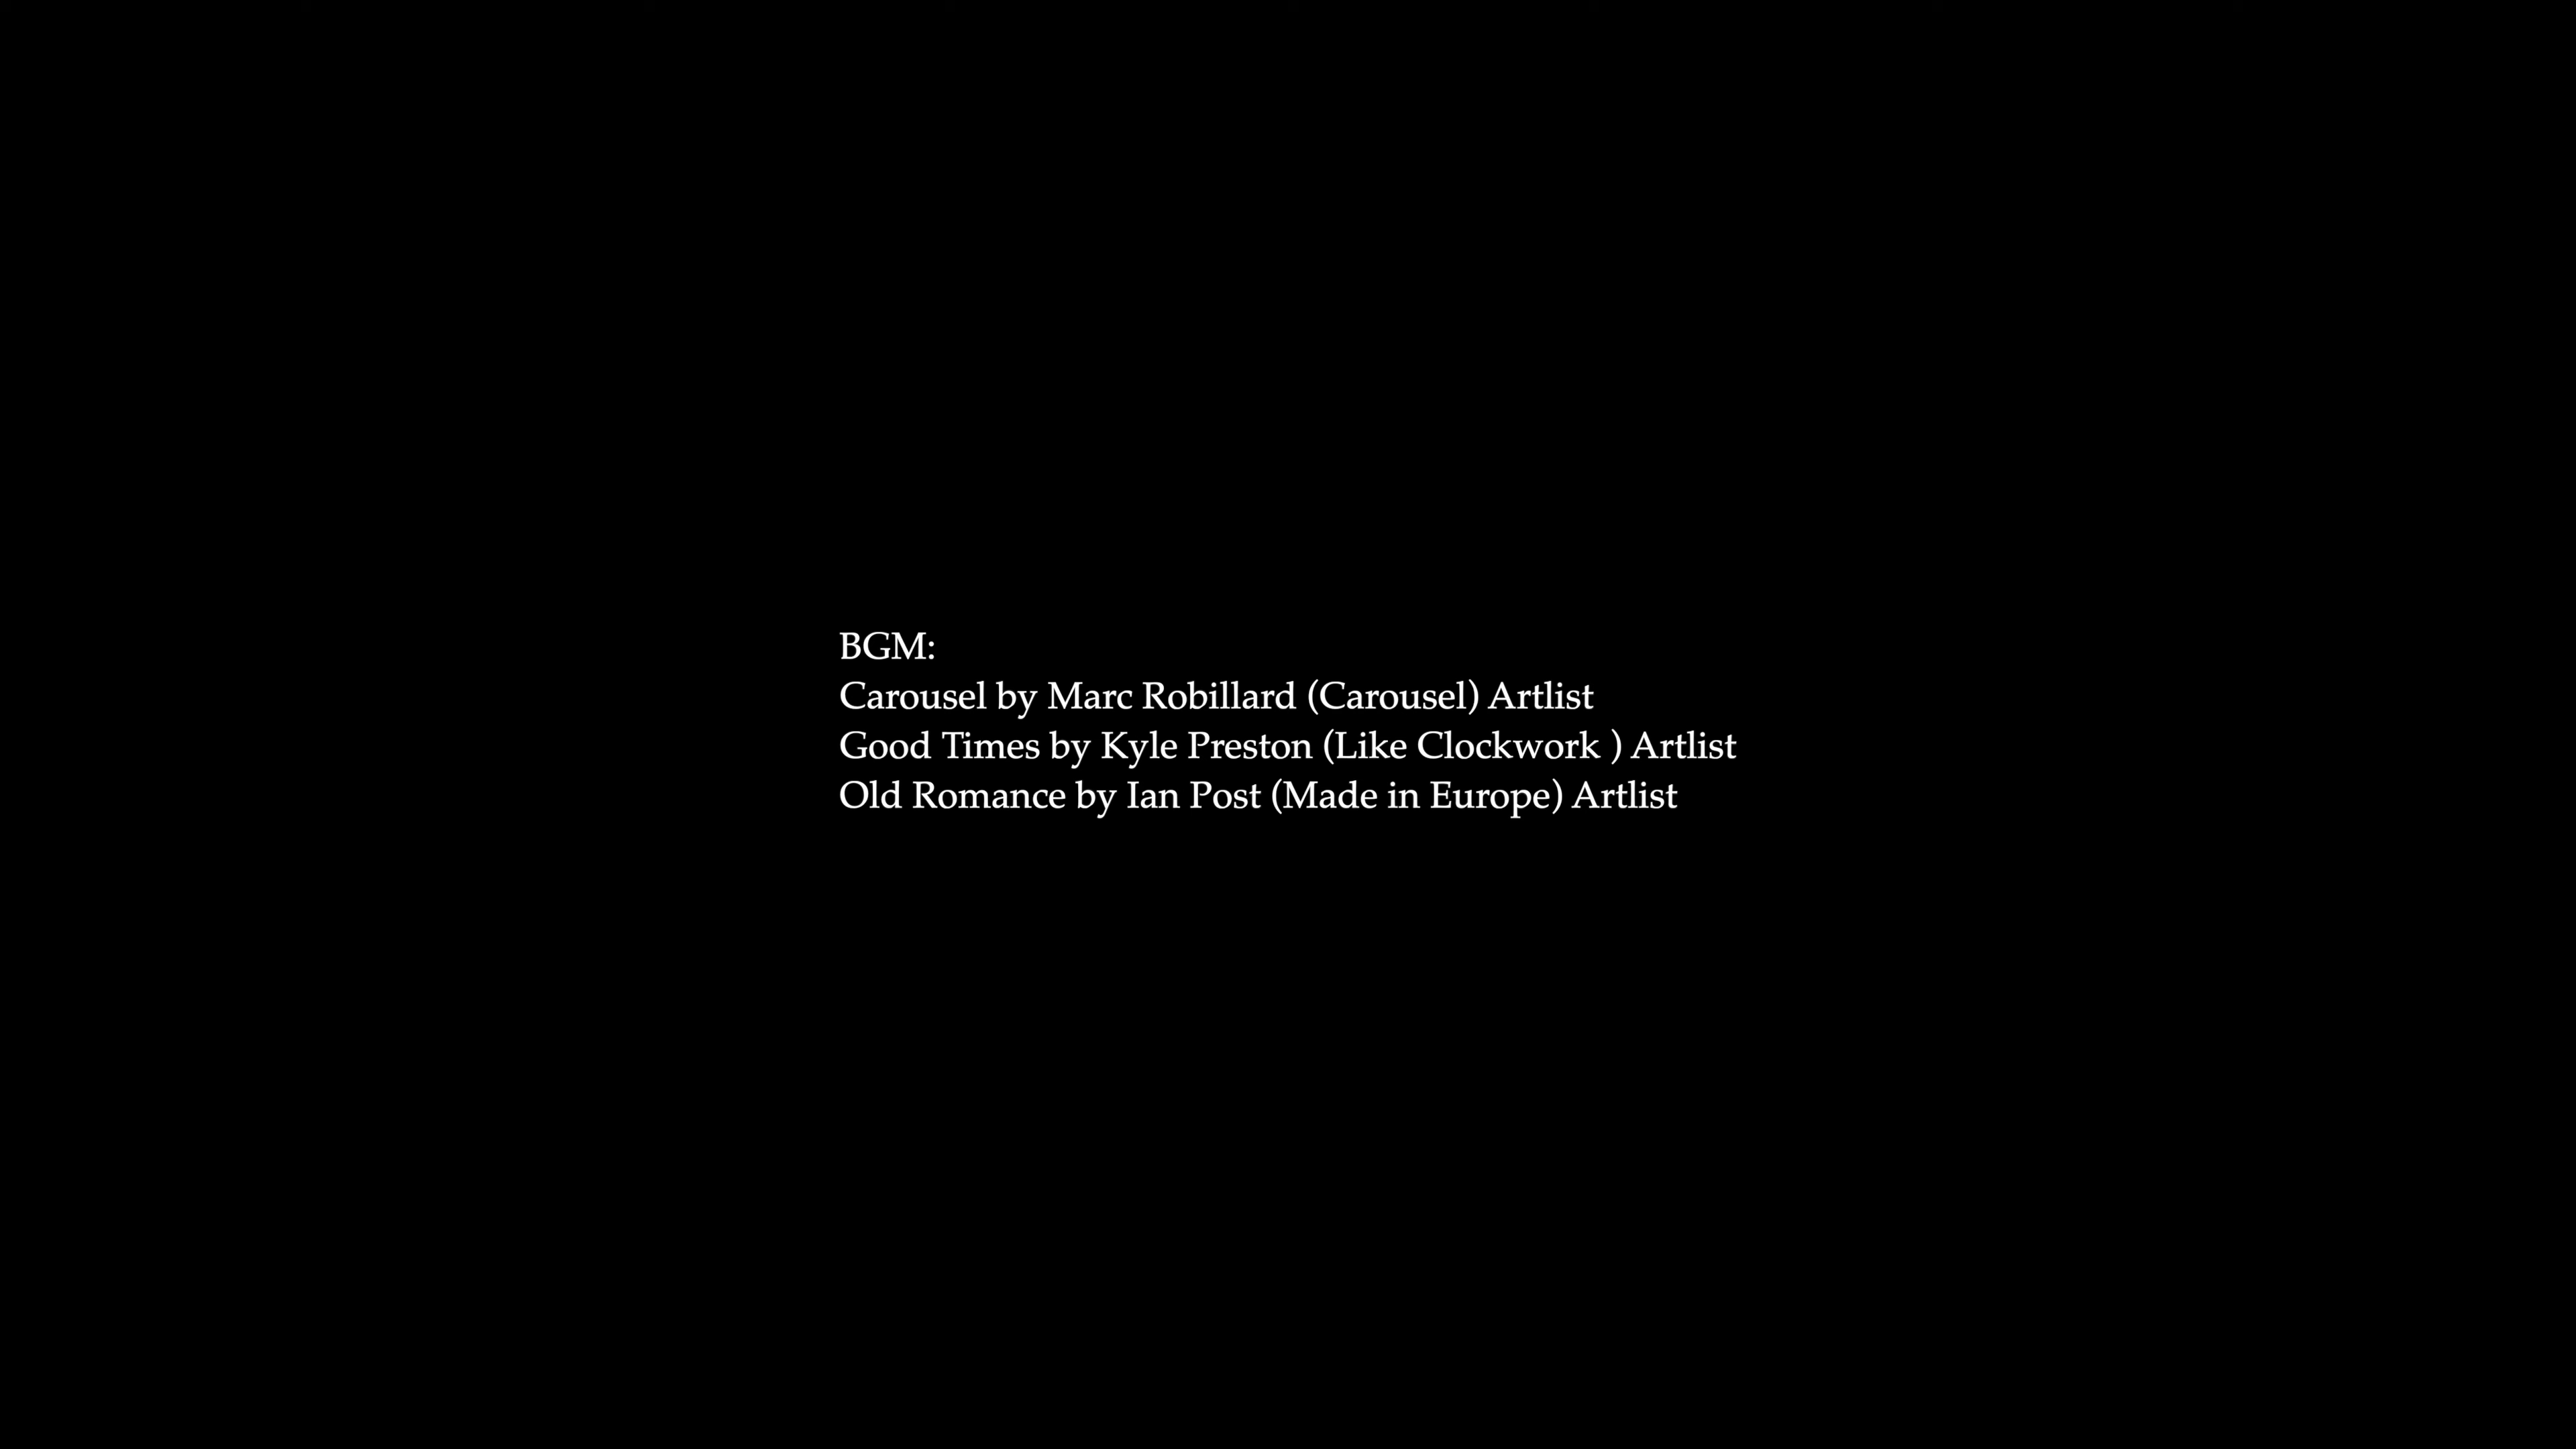 BGM:
Carousel by Marc Robillard (Carousel) Artlist
Good Times by Kyle Preston (Like Clockwork ) Artlist
Old Romance by Ian Post (Made in Europe) Artlist